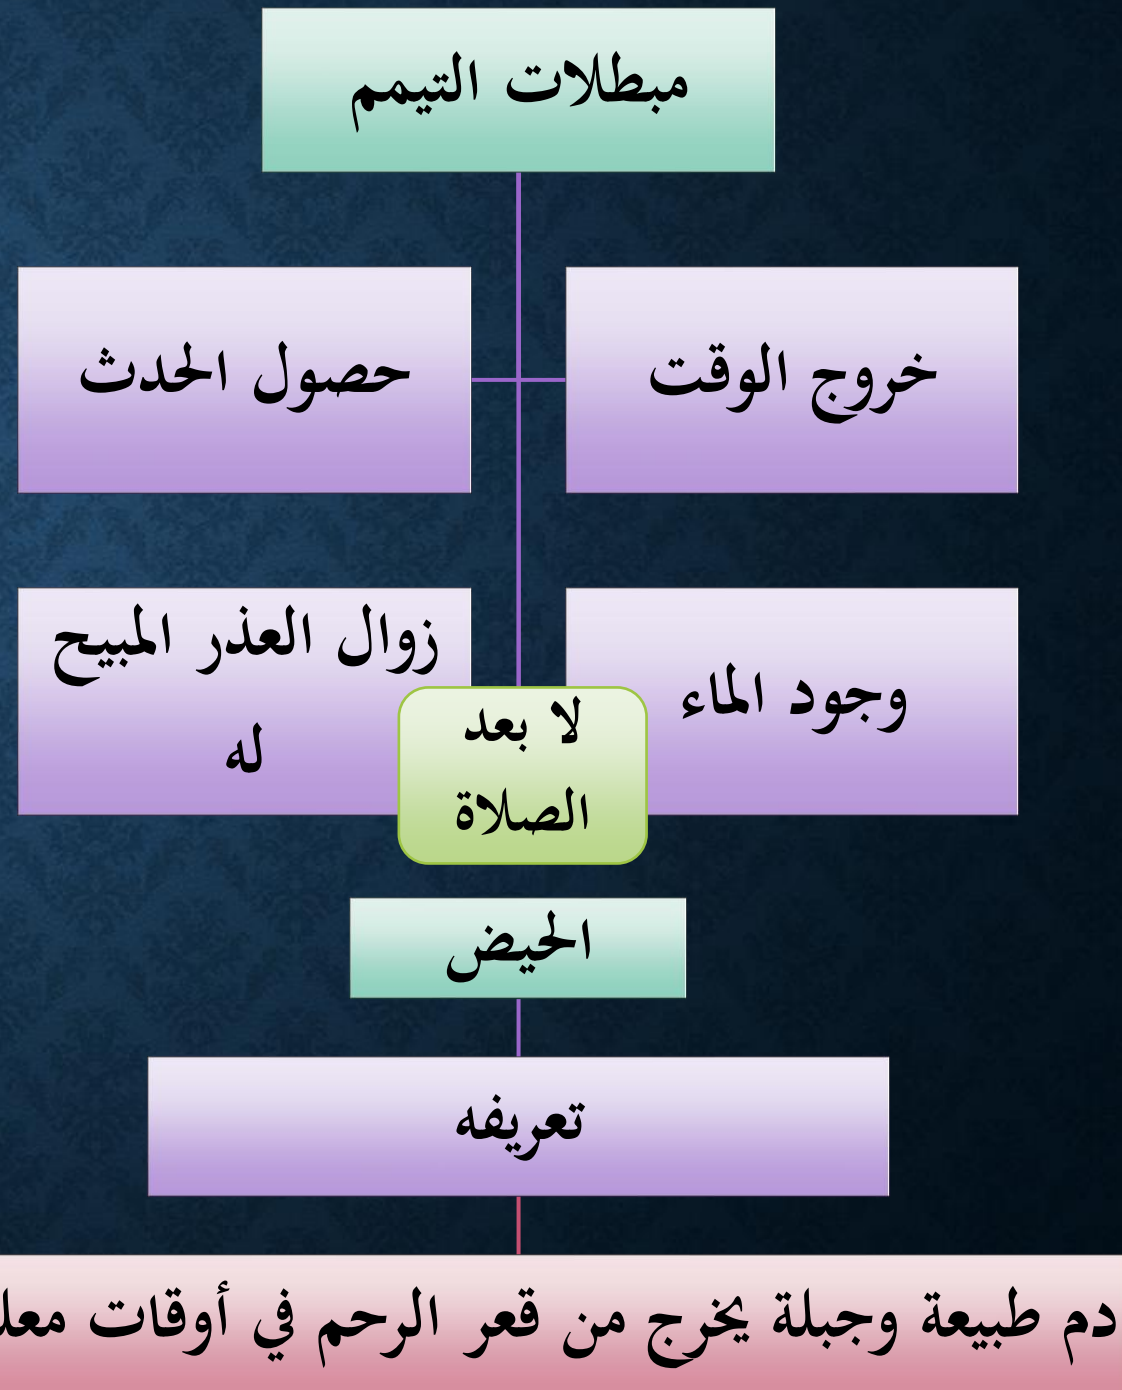 مبطلات التيمم
خروج الوقت
حصول الحدث
وجود الماء
زوال العذر المبيح
له
لا بعد
الصلاة
الحيض
تعريفه
دم طبيعة وجبلة يخرج من قعر الرحم في أوقات